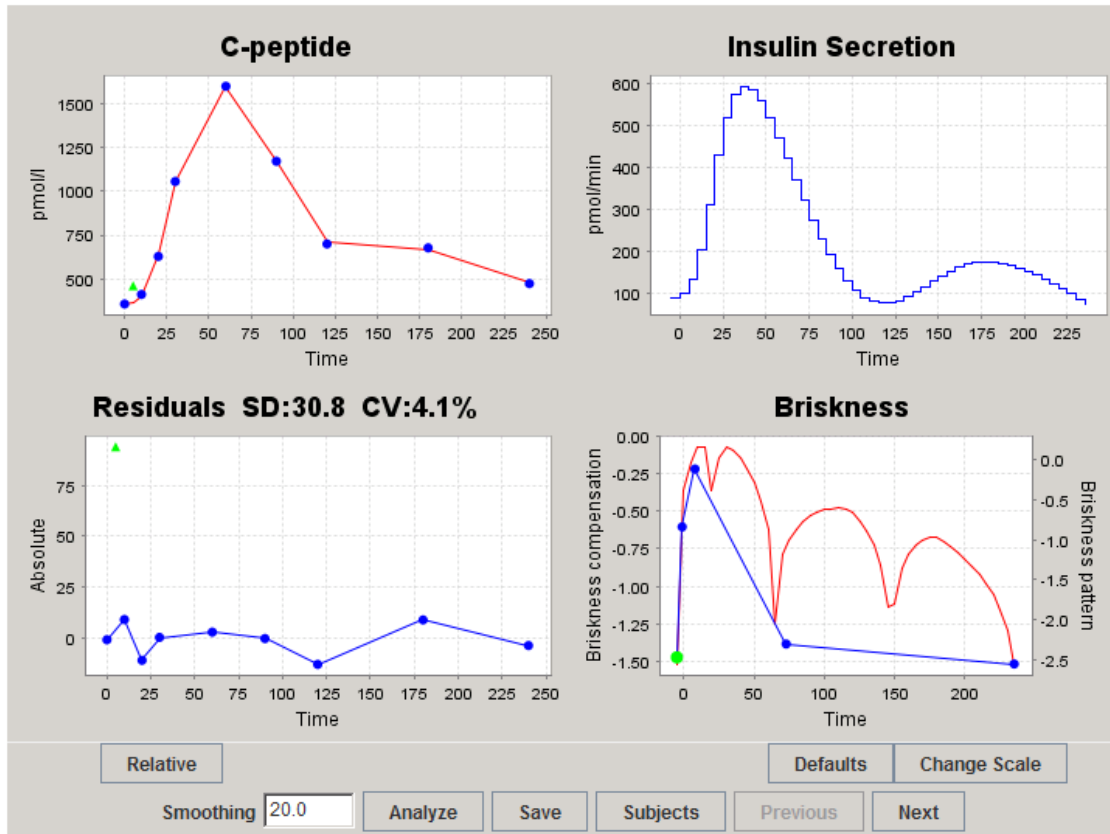 C-peptide
1500
1250
1000
750
500
pmol/l
0 25 50 75 100 125 150 175 200 225 250
Time
Insulin Secretion
600
500
400
300
200
100
pmol/min
0 25 50 75 100 125 150 175 200 225
Time
Residuals SD:30.8 CV:4.1%
75
50
25
0
Absolute
0 25 50 75 100 125 150 175 200 225 250
Time
Briskness
0.00
-0.25
-0.50
-0.75
-1.00
-1.25
-1.50
Briskness compensation
0.0
-0.5
-1.0
-1.5
-2.0
-2.5
Briskness pattern
0 50 100 150 200
Time
Relative
Defaults
Change Scale
Smoothing 20.0
Analyze
Save
Subjects
Previous
Next